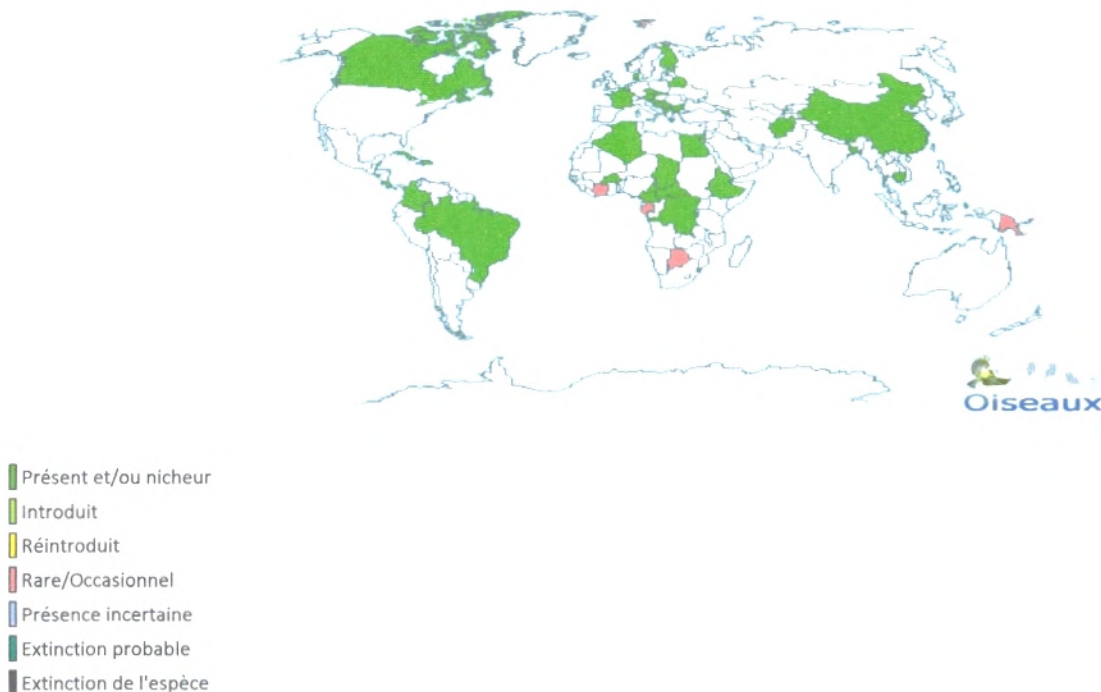 Oiseaux
Présent et/ou nicheur
Introduit
Réintroduit
Rare/Occasionnel
Présence incertaine
Extinction probable
Extinction de l'espèce